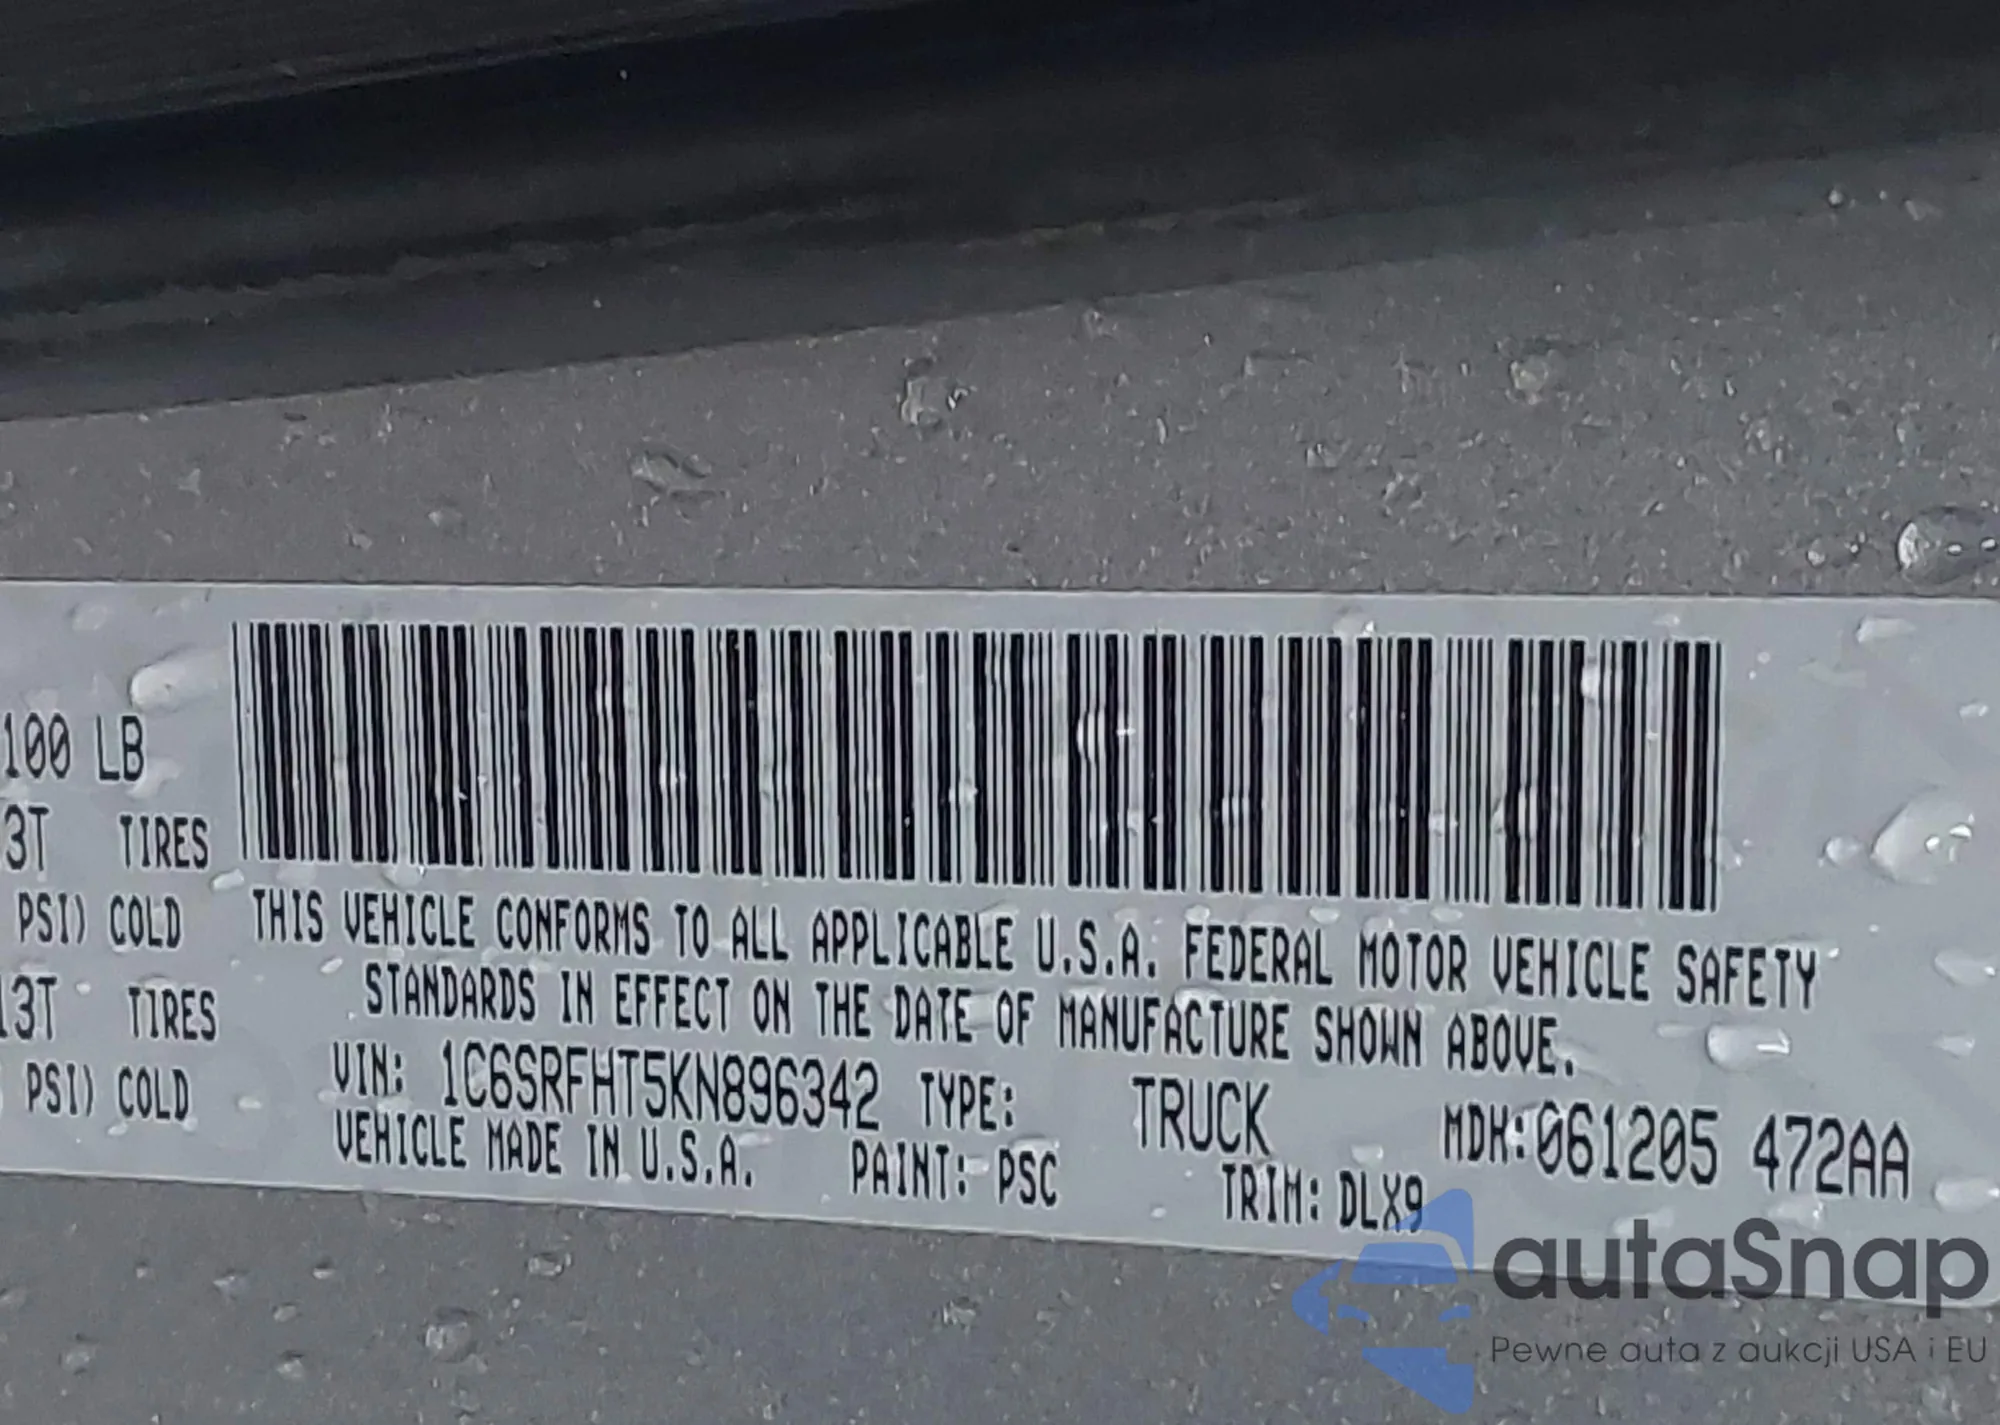 100 LB
3T TIRES
PSI) COLD
13T TIRES
PSI) COLD
THIS VEHICLE CONFORMS TO ALL APPLICABLE U.S.A. FEDERAL MOTOR VEHICLE SAFETY
STANDARDS IN EFFECT ON THE DATE OF MANUFACTURE SHOWN ABOVE.
VIN: 1C6SRFHT5KN896342 TYPE: TRUCK MDH:061205 472AA
VEHICLE MADE IN U.S.A. PAINT: PSC TRIM: DLX9
autaSnap
Pewne auta z aukcji USA i EU